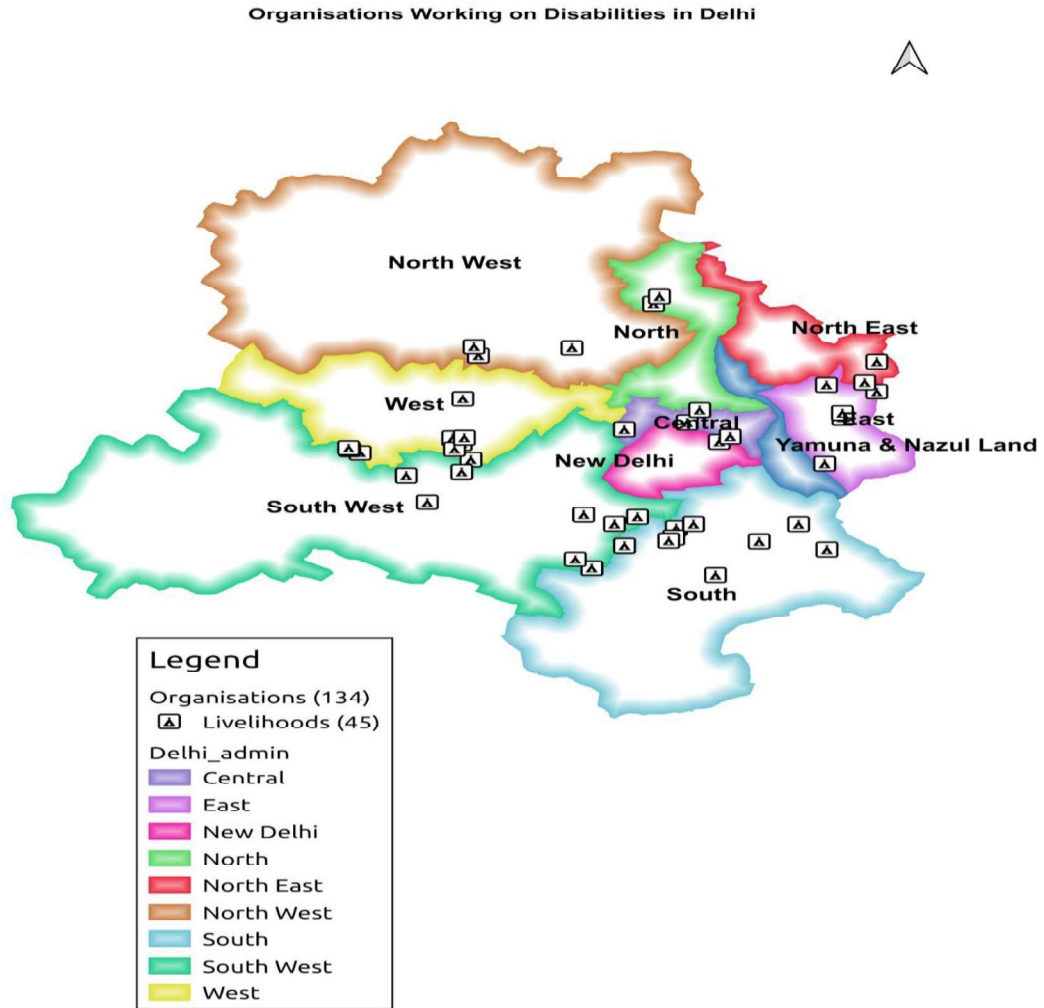 Organisations Working on Disabilities in Delhi
North West
North
North East
West
Central
East
New Delhi
Yamuna & Nazul Land
South West
South
Legend
Organisations (134)
Livelihoods (45)
Delhi_admin
Central
East
New Delhi
North
North East
North West
South
South West
West